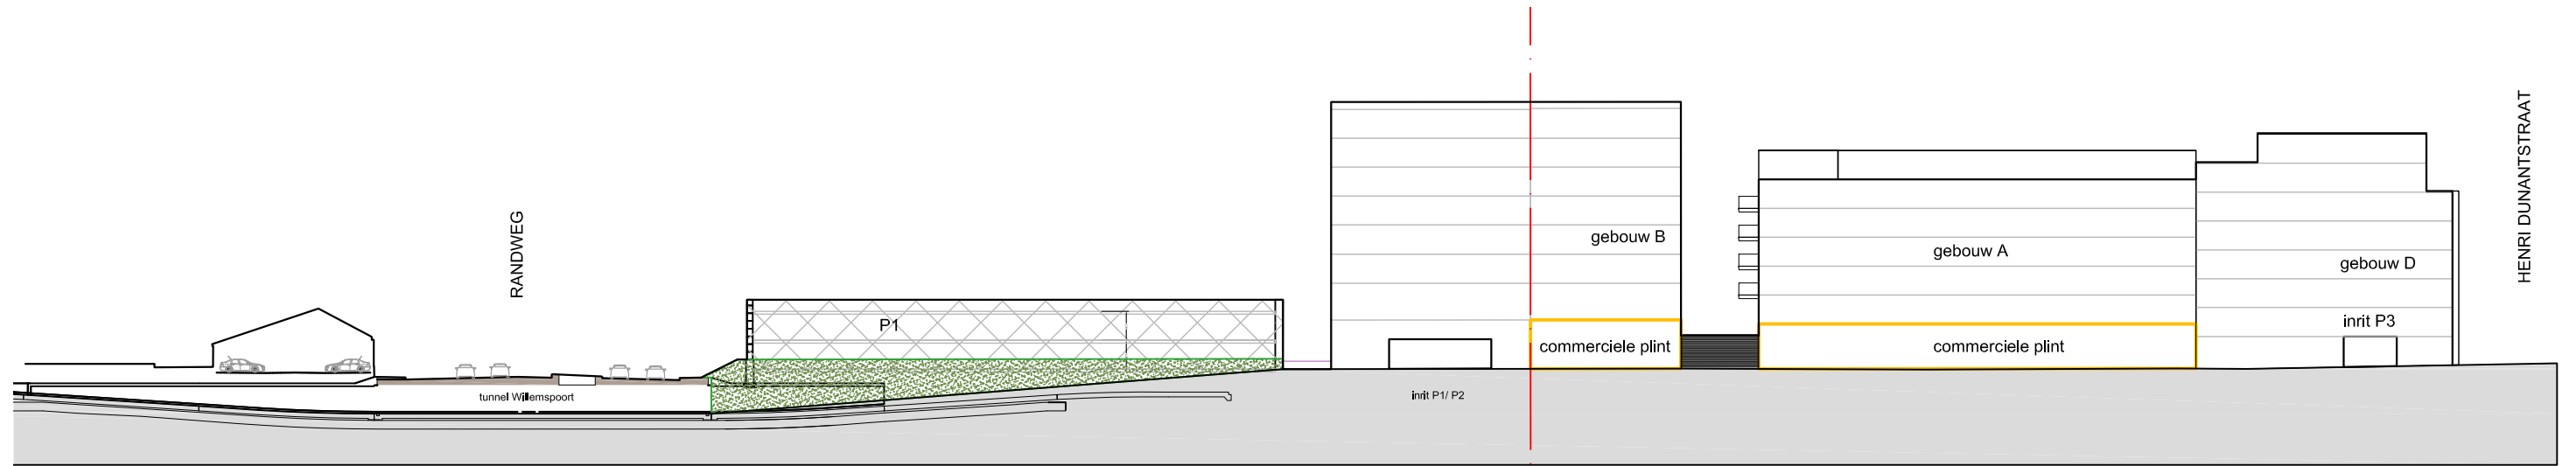 RANDWEG
tunnel Willemspoort
P1
inrit P1/ P2
gebouw B
commerciele plint
gebouw A
commerciele plint
gebouw D
inrit P3
HENRI DUNANTSTRAAT